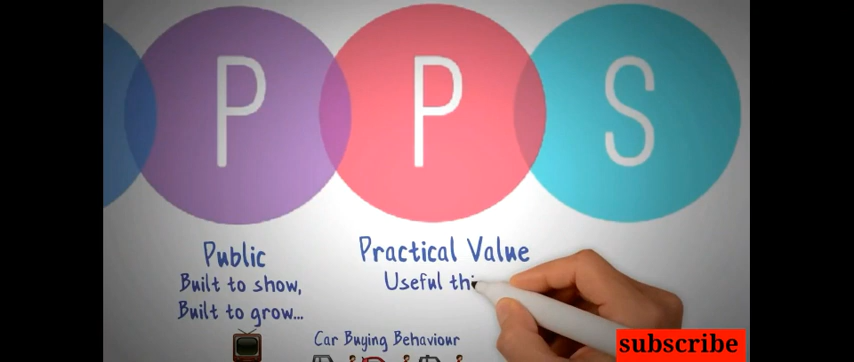 P P S
Public
Built to show,
Built to grow...
Practical Value
Useful thi
Car Buying Behaviour
subscribe